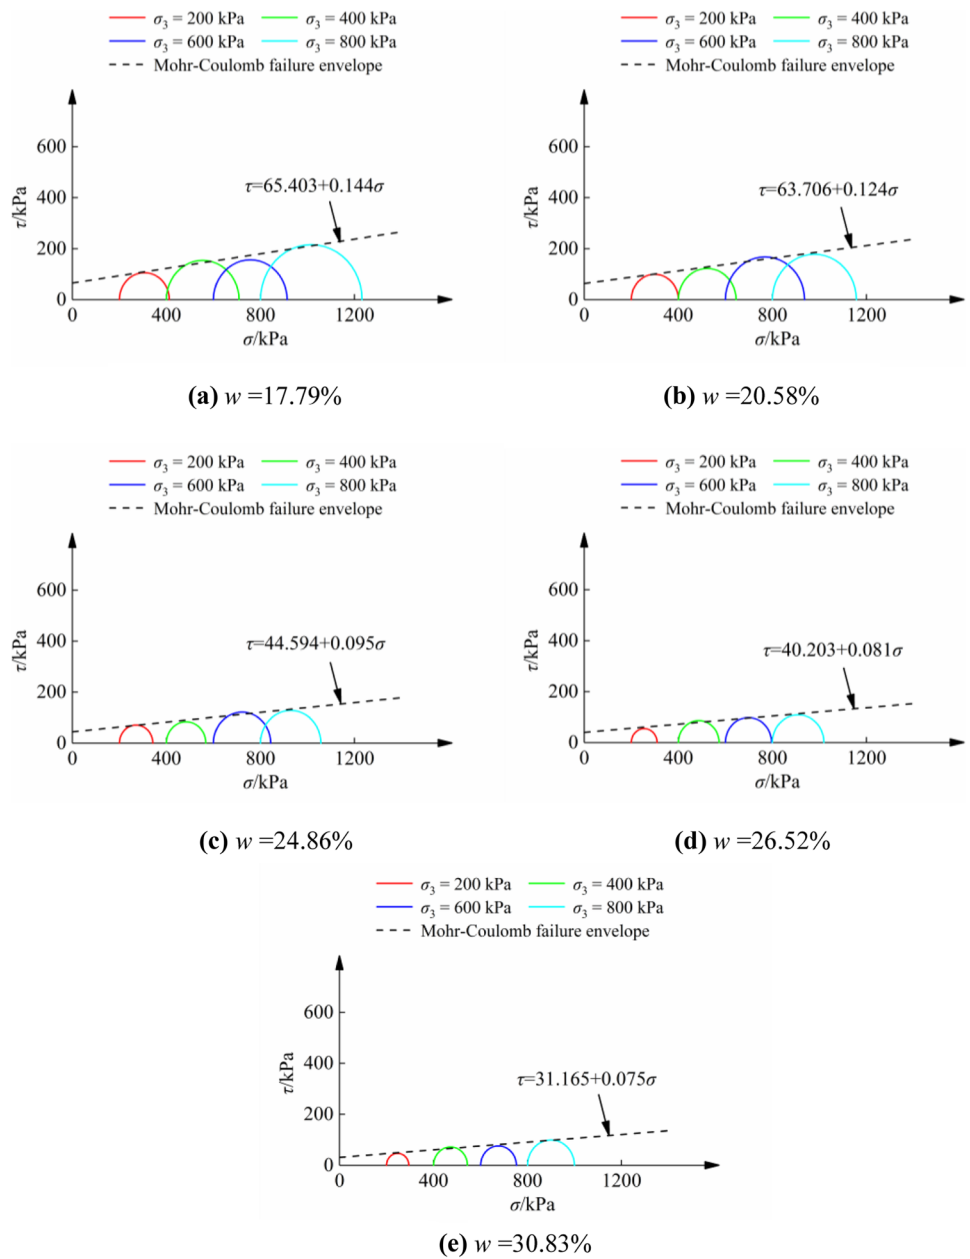 σ3 = 200 kPa σ3 = 400 kPa
σ3 = 600 kPa σ3 = 800 kPa
Mohr-Coulomb failure envelope
600
400
200
0
τ/kPa
τ=65.403+0.144σ
0 400 800 1200
σ/kPa
(a) w =17.79%
σ3 = 200 kPa σ3 = 400 kPa
σ3 = 600 kPa σ3 = 800 kPa
Mohr-Coulomb failure envelope
600
400
200
0
τ/kPa
τ=63.706+0.124σ
0 400 800 1200
σ/kPa
(b) w =20.58%
σ3 = 200 kPa σ3 = 400 kPa
σ3 = 600 kPa σ3 = 800 kPa
Mohr-Coulomb failure envelope
600
400
200
0
τ/kPa
τ=44.594+0.095σ
0 400 800 1200
σ/kPa
(c) w =24.86%
σ3 = 200 kPa σ3 = 400 kPa
σ3 = 600 kPa σ3 = 800 kPa
Mohr-Coulomb failure envelope
600
400
200
0
τ/kPa
τ=40.203+0.081σ
0 400 800 1200
σ/kPa
(d) w =26.52%
σ3 = 200 kPa σ3 = 400 kPa
σ3 = 600 kPa σ3 = 800 kPa
Mohr-Coulomb failure envelope
600
400
200
0
τ/kPa
τ=31.165+0.075σ
0 400 800 1200
σ/kPa
(e) w =30.83%